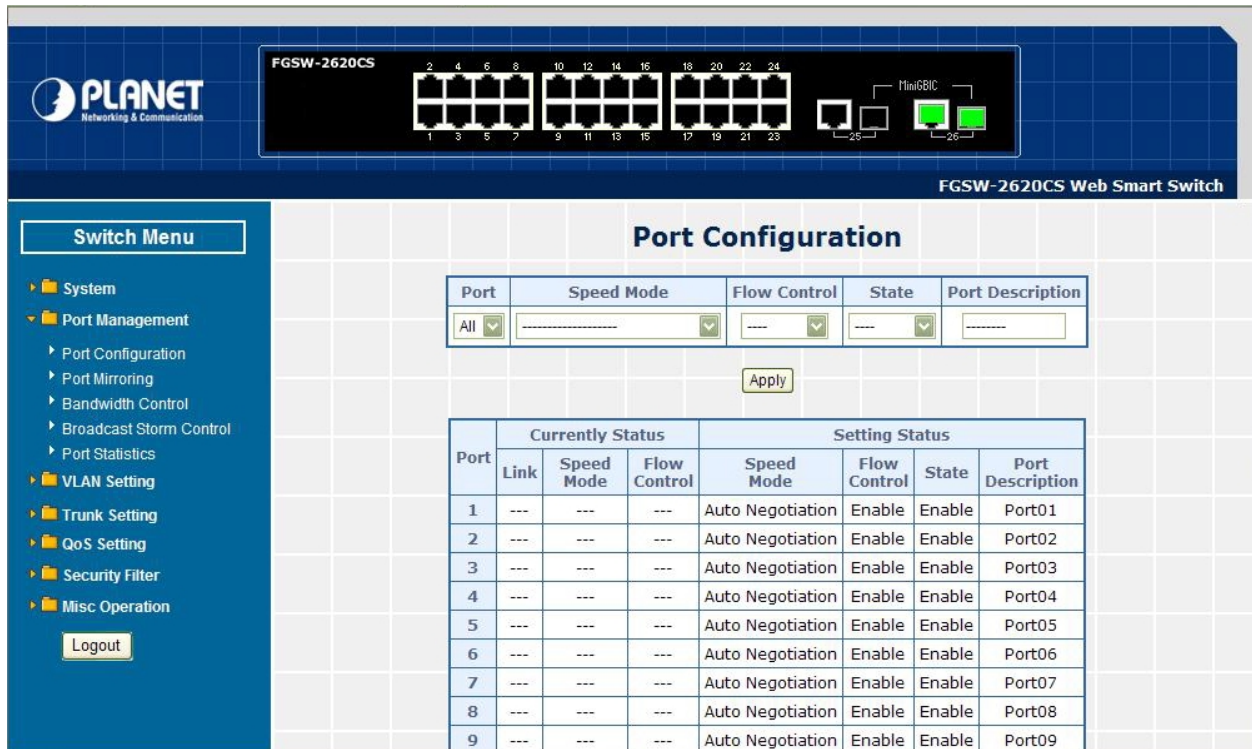 PLANET
Networking & Communication
FGSW-2620CS
2 4 6 8 10 12 14 16 18 20 22 24
MiniGBIC
1 3 5 7 9 11 13 15 17 19 21 23 25 26
FGSW-2620CS Web Smart Switch
Switch Menu
System
Port Management
Port Configuration
Port Mirroring
Bandwidth Control
Broadcast Storm Control
Port Statistics
VLAN Setting
Trunk Setting
QoS Setting
Security Filter
Misc Operation
Logout
Port Configuration
Port Speed Mode Flow Control State Port Description
All ------------------- ---- ---- --------
Apply
Port Currently Status Setting Status
Link Speed Mode Flow Control Speed Mode Flow Control State Port Description
1 --- --- --- Auto Negotiation Enable Enable Port01
2 --- --- --- Auto Negotiation Enable Enable Port02
3 --- --- --- Auto Negotiation Enable Enable Port03
4 --- --- --- Auto Negotiation Enable Enable Port04
5 --- --- --- Auto Negotiation Enable Enable Port05
6 --- --- --- Auto Negotiation Enable Enable Port06
7 --- --- --- Auto Negotiation Enable Enable Port07
8 --- --- --- Auto Negotiation Enable Enable Port08
9 --- --- --- Auto Negotiation Enable Enable Port09